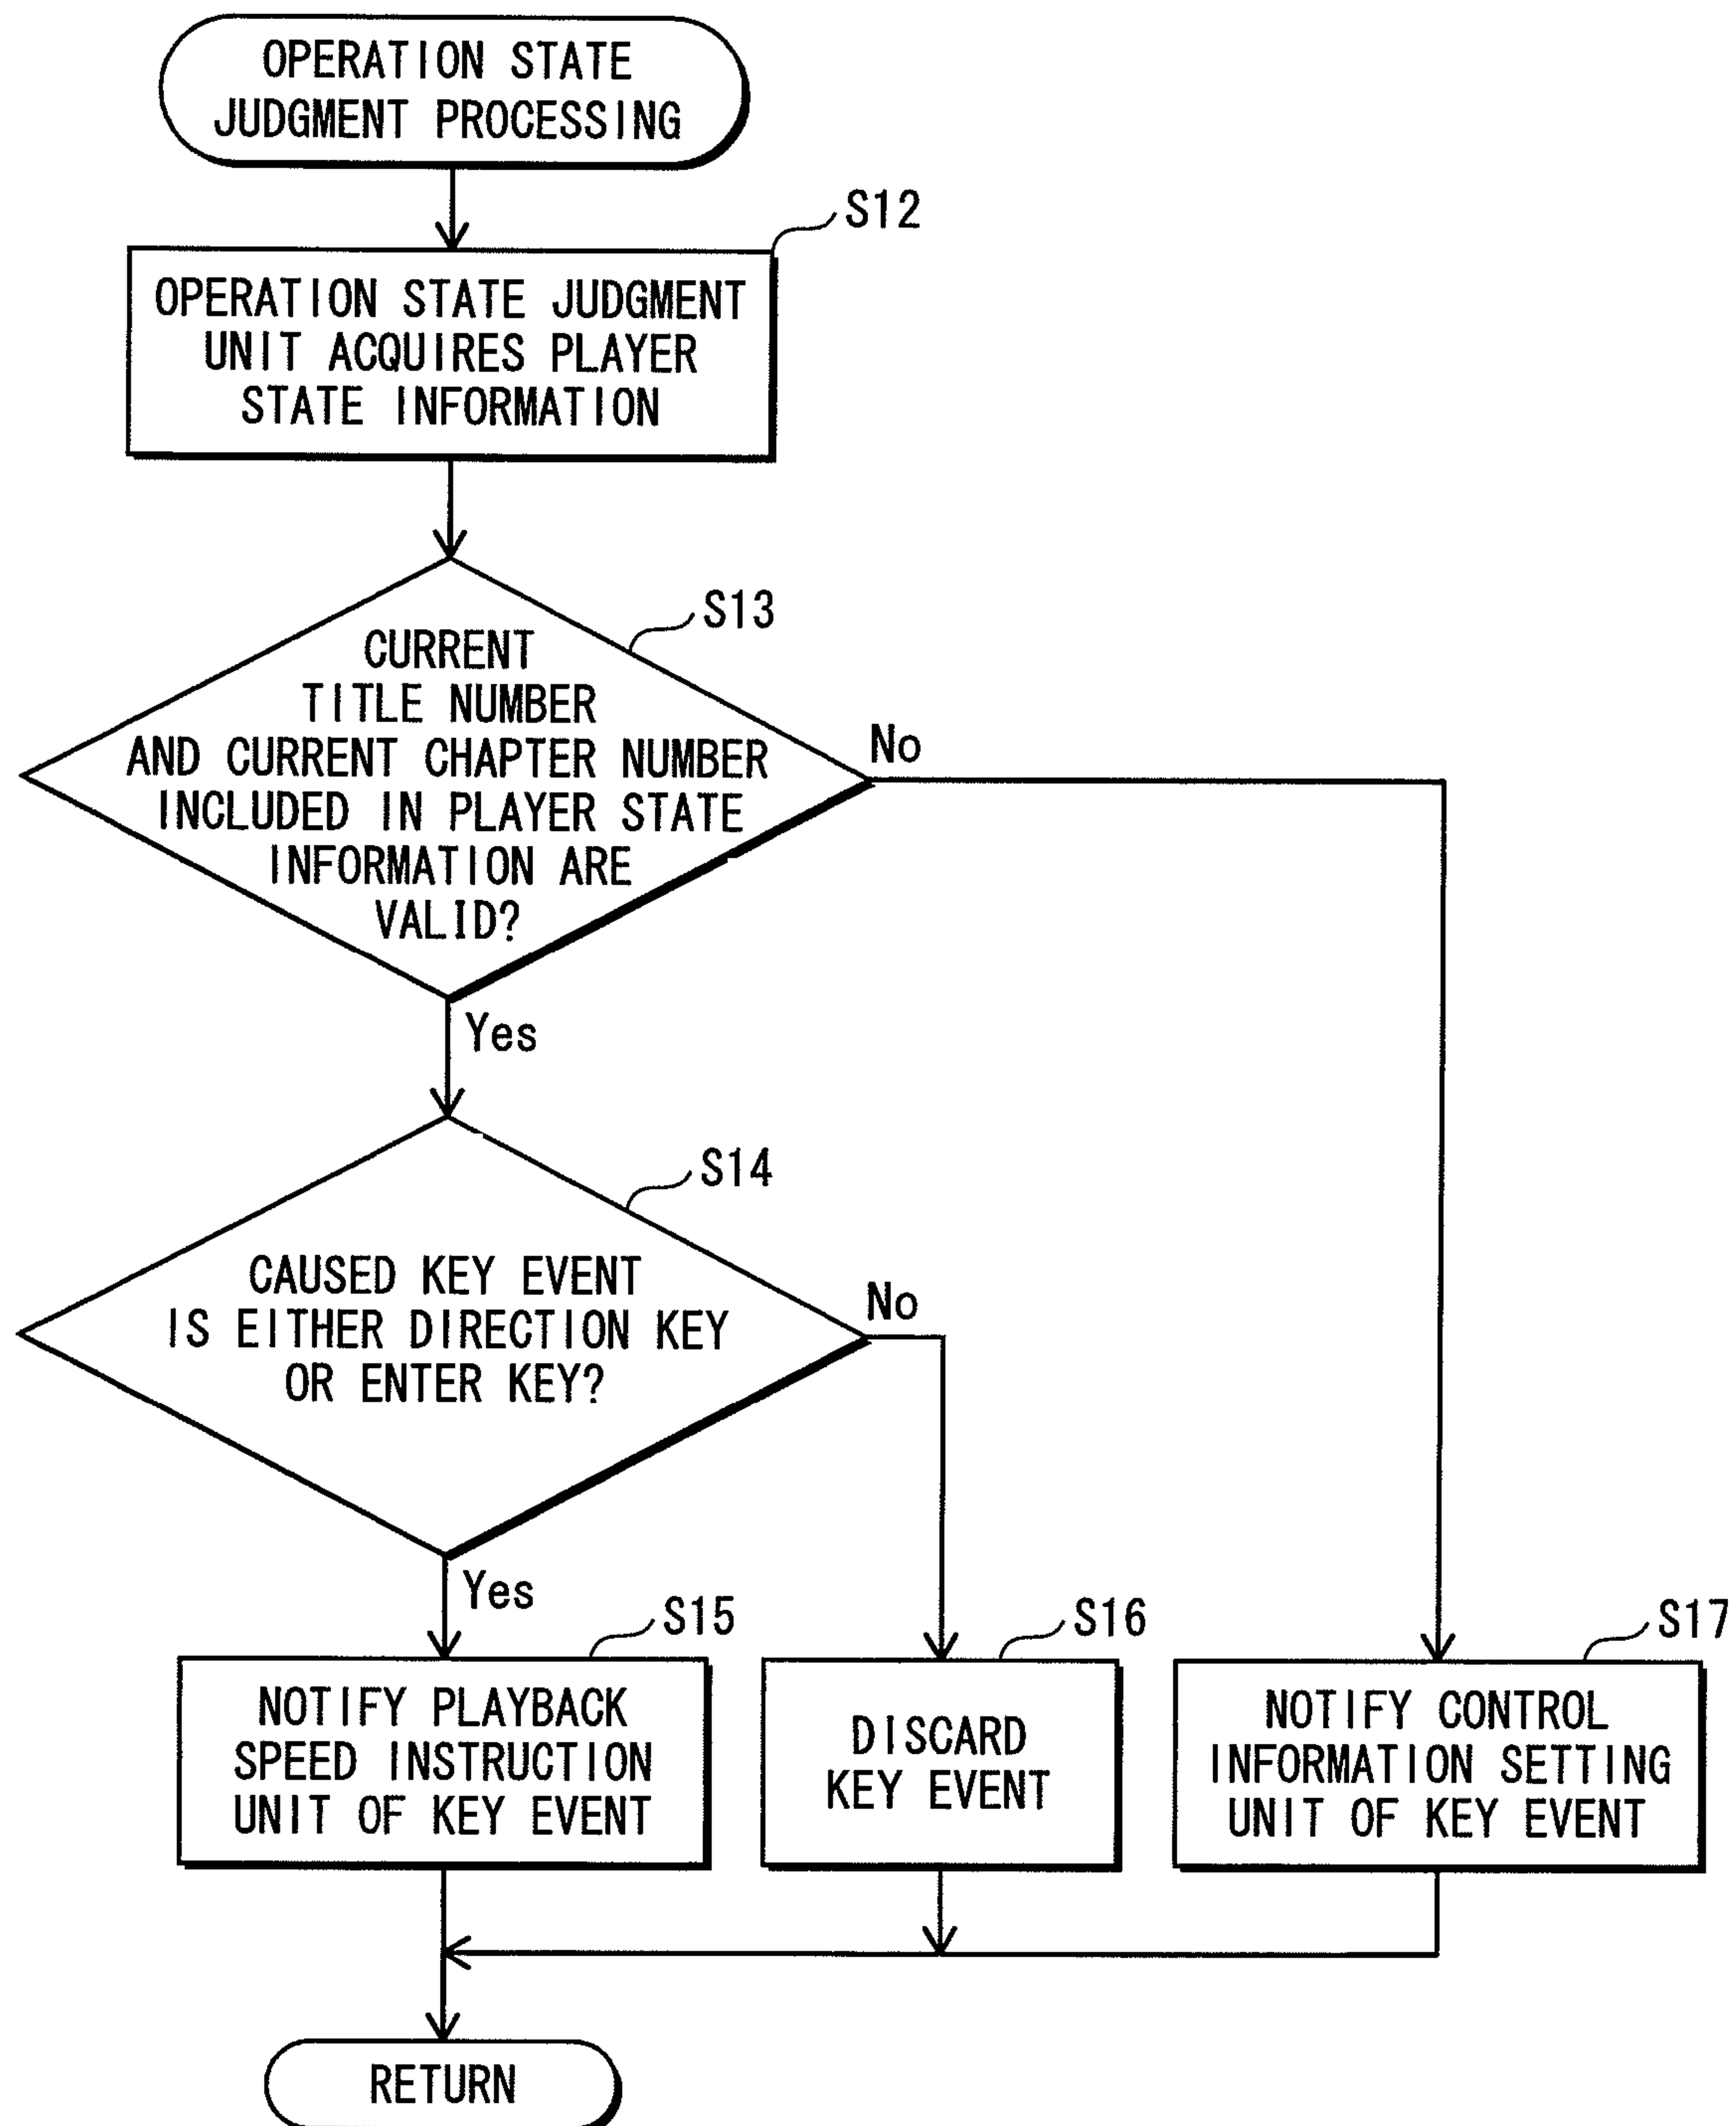 OPERATION STATE
JUDGMENT PROCESSING
S12
OPERATION STATE JUDGMENT
UNIT ACQUIRES PLAYER
STATE INFORMATION
S13
CURRENT
TITLE NUMBER
AND CURRENT CHAPTER NUMBER
INCLUDED IN PLAYER STATE
INFORMATION ARE
VALID?
No
Yes
S14
CAUSED KEY EVENT
IS EITHER DIRECTION KEY
OR ENTER KEY?
No
Yes
S15
NOTIFY PLAYBACK
SPEED INSTRUCTION
UNIT OF KEY EVENT
S16
DISCARD
KEY EVENT
S17
NOTIFY CONTROL
INFORMATION SETTING
UNIT OF KEY EVENT
RETURN